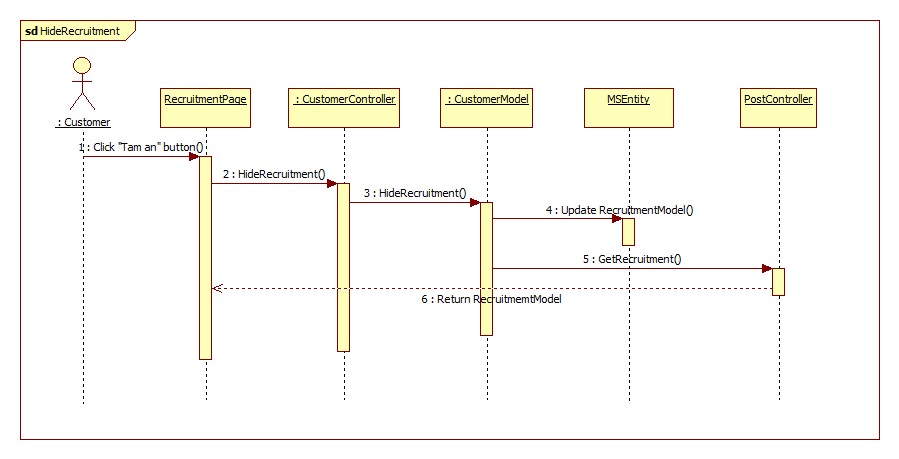 sd HideRecruitment
: Customer
RecruitmentPage
: CustomerController
: CustomerModel
MSEntity
PostController
1 : Click "Tam an" button()
2 : HideRecruitment()
3 : HideRecruitment()
4 : Update RecruitmentModel()
5 : GetRecruitment()
6 : Return RecruitmemtModel